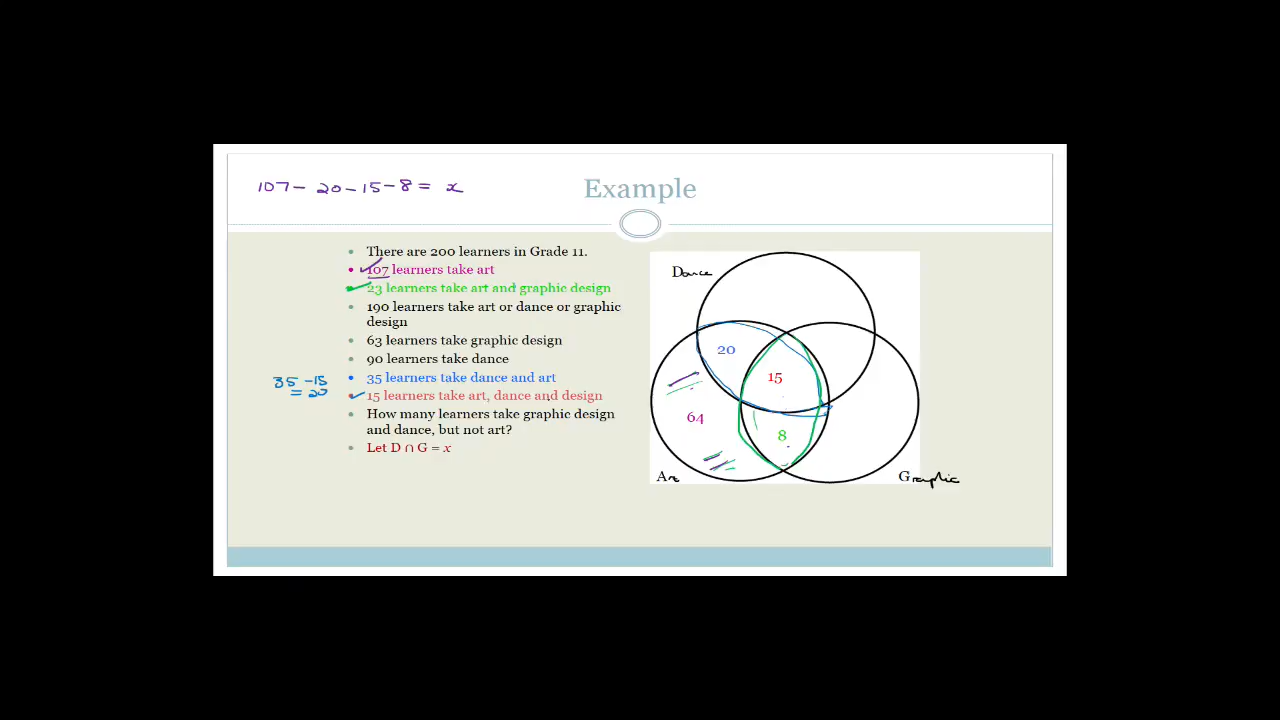 107 - 20 - 15 - 8 = x
Example
There are 200 learners in Grade 11.
107 learners take art
23 learners take art and graphic design
190 learners take art or dance or graphic
design
63 learners take graphic design
90 learners take dance
35 learners take dance and art
35 - 15
= 20
15 learners take art, dance and design
How many learners take graphic design
and dance, but not art?
Let D ∩ G = x
Dance
20
15
64
8
Art
Graphic